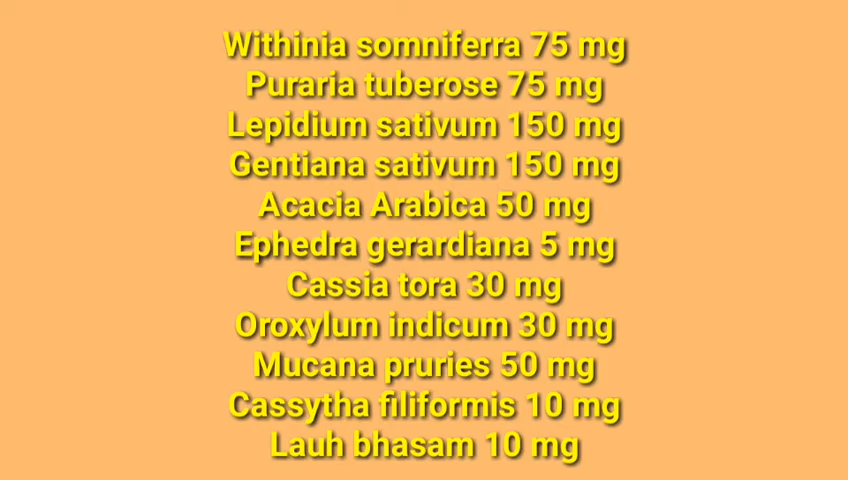 Withinia somniferra 75 mg
Puraria tuberose 75 mg
Lepidium sativum 150 mg
Gentiana sativum 150 mg
Acacia Arabica 50 mg
Ephedra gerardiana 5 mg
Cassia tora 30 mg
Oroxylum indicum 30 mg
Mucana pruries 50 mg
Cassytha filiformis 10 mg
Lauh bhasam 10 mg